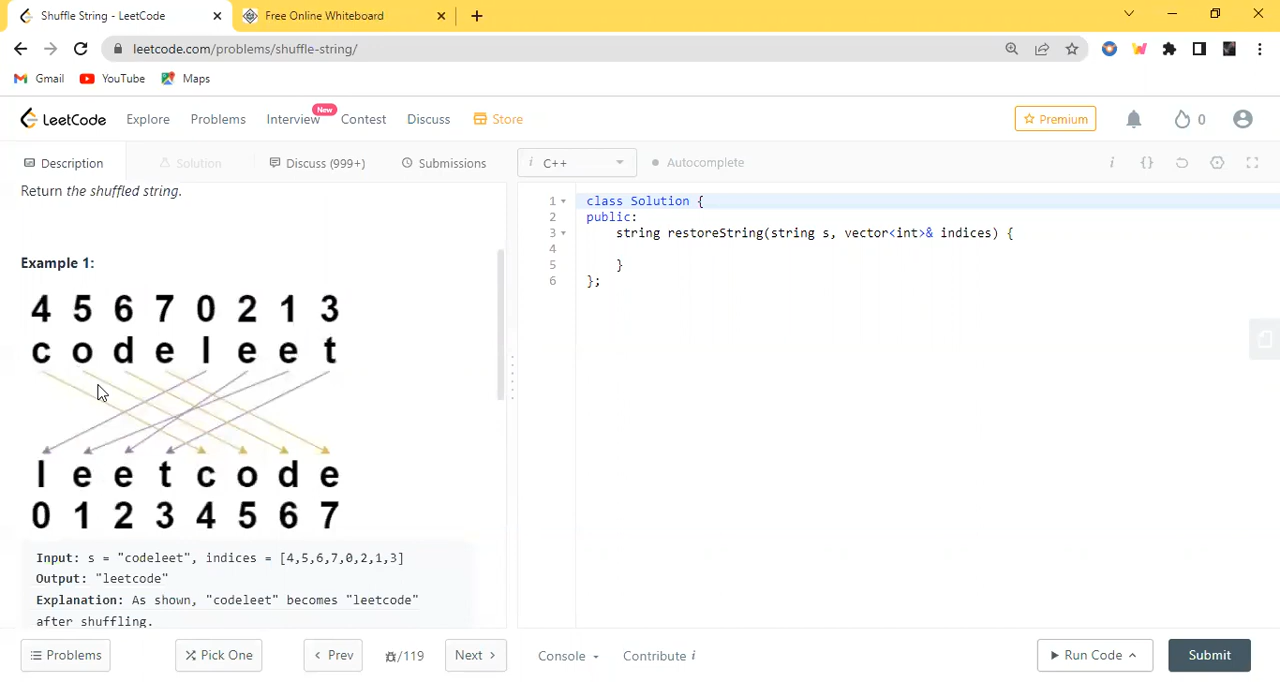 Shuffle String - LeetCode
Free Online Whiteboard
leetcode.com/problems/shuffle-string/
Gmail YouTube Maps
LeetCode Explore Problems Interview New Contest Discuss Store Premium 0
Description Solution Discuss (999+) Submissions
i C++ Autocomplete i {}
Return the shuffled string.
Example 1:
4 5 6 7 0 2 1 3
c o d e l e e t
l e e t c o d e
0 1 2 3 4 5 6 7
Input: s = "codeleet", indices = [4,5,6,7,0,2,1,3]
Output: "leetcode"
Explanation: As shown, "codeleet" becomes "leetcode"
after shuffling.
1 class Solution {
2 public:
3 string restoreString(string s, vector<int>& indices) {
4
5 }
6 };
Problems Pick One < Prev /119 Next > Console Contribute i Run Code Submit